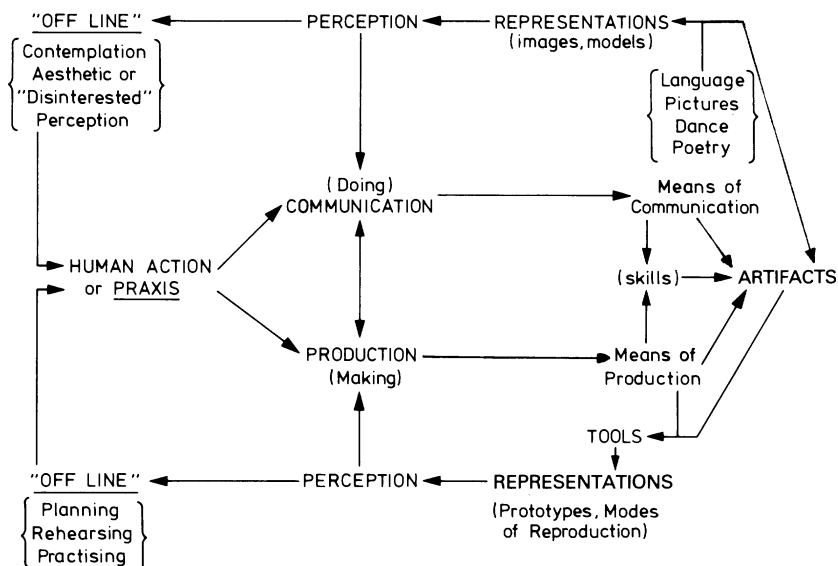 "OFF LINE"
PERCEPTION
REPRESENTATIONS
(images, models)
Contemplation
Aesthetic or
"Disinterested"
Perception
Language
Pictures
Dance
Poetry
(Doing)
COMMUNICATION
Means of
Communication
HUMAN ACTION
or PRAXIS
(skills)
ARTIFACTS
PRODUCTION
(Making)
Means of
Production
TOOLS
"OFF LINE"
PERCEPTION
REPRESENTATIONS
(Prototypes, Modes
of Reproduction)
Planning
Rehearsing
Practising